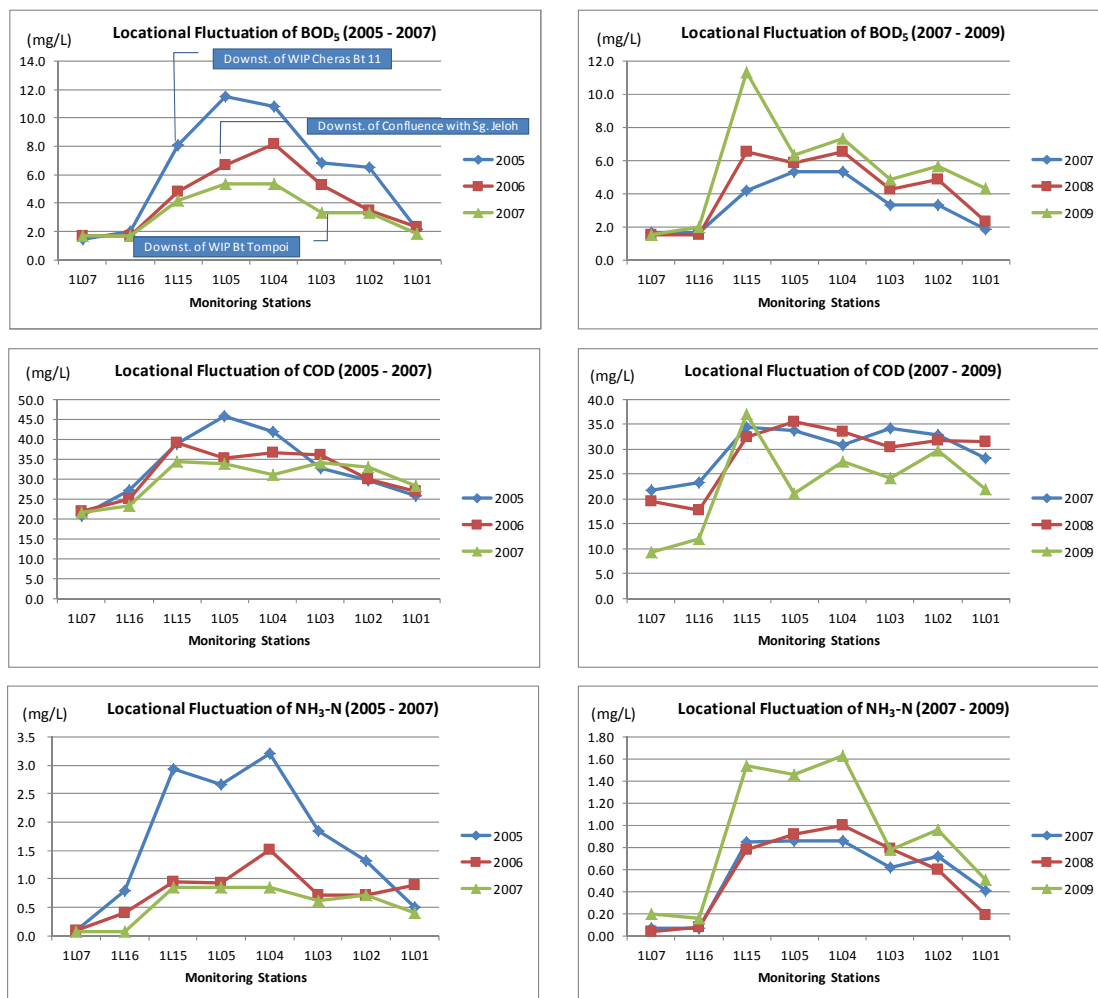 Locational Fluctuation of BOD₅ (2005 - 2007)
(mg/L)
14.0
12.0
10.0
8.0
6.0
4.0
2.0
0.0
Downst. of WIP Cheras Bt 11
Downst. of Confluence with Sg. Jeloh
Downst. of WIP Bt Tompoi
2005
2006
2007
1L07 1L16 1L15 1L05 1L04 1L03 1L02 1L01
Monitoring Stations
Locational Fluctuation of BOD₅ (2007 - 2009)
(mg/L)
12.0
10.0
8.0
6.0
4.0
2.0
0.0
2007
2008
2009
1L07 1L16 1L15 1L05 1L04 1L03 1L02 1L01
Monitoring Stations
Locational Fluctuation of COD (2005 - 2007)
(mg/L)
50.0
45.0
40.0
35.0
30.0
25.0
20.0
15.0
10.0
5.0
0.0
2005
2006
2007
1L07 1L16 1L15 1L05 1L04 1L03 1L02 1L01
Monitoring Stations
Locational Fluctuation of COD (2007 - 2009)
(mg/L)
40.0
35.0
30.0
25.0
20.0
15.0
10.0
5.0
0.0
2007
2008
2009
1L07 1L16 1L15 1L05 1L04 1L03 1L02 1L01
Monitoring Stations
Locational Fluctuation of NH₃-N (2005 - 2007)
(mg/L)
3.5
3.0
2.5
2.0
1.5
1.0
0.5
0.0
2005
2006
2007
1L07 1L16 1L15 1L05 1L04 1L03 1L02 1L01
Monitoring Stations
Locational Fluctuation of NH₃-N (2007 - 2009)
(mg/L)
1.80
1.60
1.40
1.20
1.00
0.80
0.60
0.40
0.20
0.00
2007
2008
2009
1L07 1L16 1L15 1L05 1L04 1L03 1L02 1L01
Monitoring Stations